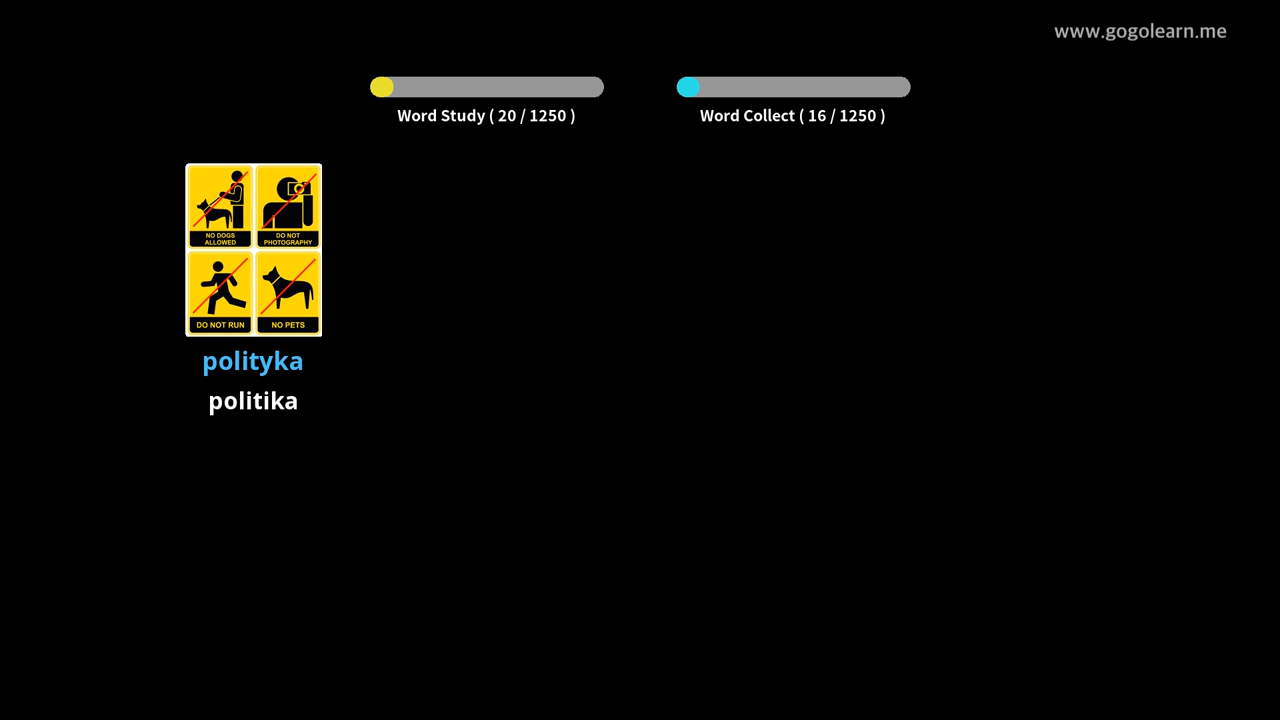 www.gogolearn.me
Word Study ( 20 / 1250 )
Word Collect ( 16 / 1250 )
NO DOGS
ALLOWED
DO NOT
PHOTOGRAPHY
DO NOT RUN
NO PETS
polityka
politika